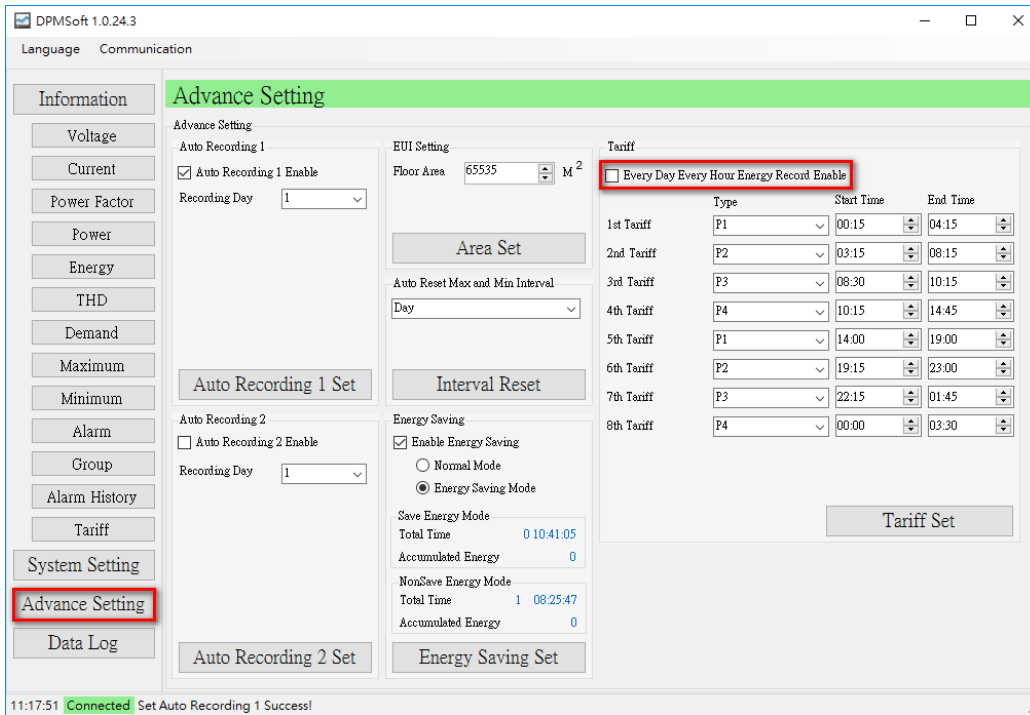 DPMSoft 1.0.24.3
Language Communication
Information
Voltage
Current
Power Factor
Power
Energy
THD
Demand
Maximum
Minimum
Alarm
Group
Alarm History
Tariff
System Setting
Advance Setting
Data Log
Advance Setting
Advance Setting
Auto Recording 1
Auto Recording 1 Enable
Recording Day 1
Auto Recording 1 Set
Auto Recording 2
Auto Recording 2 Enable
Recording Day 1
Auto Recording 2 Set
EUI Setting
Floor Area 65535 M 2
Area Set
Auto Reset Max and Min Interval
Day
Interval Reset
Energy Saving
Enable Energy Saving
Normal Mode
Energy Saving Mode
Save Energy Mode
Total Time 0 10:41:05
Accumulated Energy 0
NonSave Energy Mode
Total Time 1 08:25:47
Accumulated Energy 0
Energy Saving Set
Tariff
Every Day Every Hour Energy Record Enable
Type Start Time End Time
1st Tariff P1 00:15 04:15
2nd Tariff P2 03:15 08:15
3rd Tariff P3 08:30 10:15
4th Tariff P4 10:15 14:45
5th Tariff P1 14:00 19:00
6th Tariff P2 19:15 23:00
7th Tariff P3 22:15 01:45
8th Tariff P4 00:00 03:30
Tariff Set
11:17:51 Connected Set Auto Recording 1 Success!